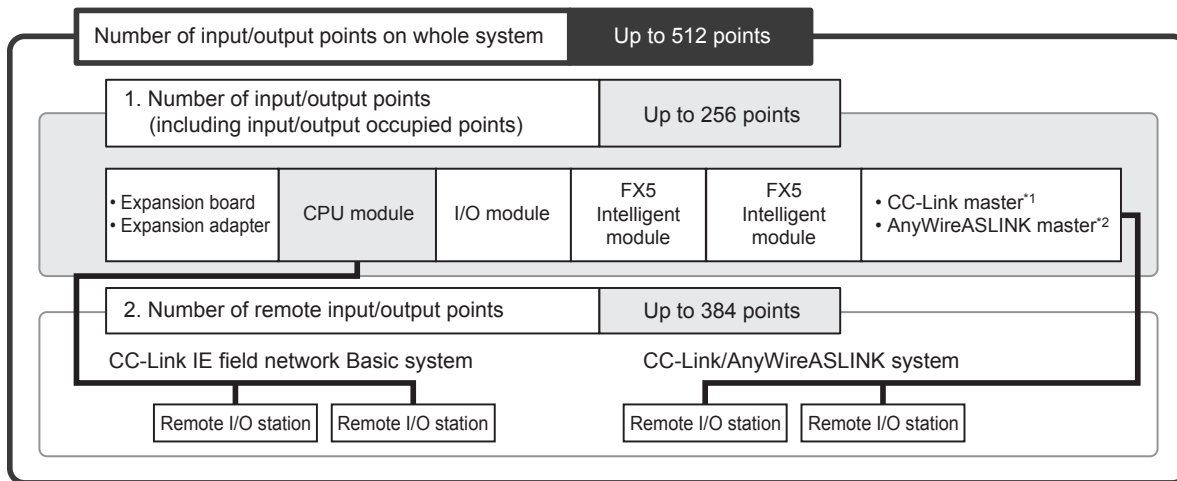 Number of input/output points on whole system Up to 512 points
1. Number of input/output points
(including input/output occupied points)
Up to 256 points
• Expansion board
• Expansion adapter
CPU module
I/O module
FX5
Intelligent
module
FX5
Intelligent
module
• CC-Link master*1
• AnyWireASLINK master*2
2. Number of remote input/output points Up to 384 points
CC-Link IE field network Basic system
CC-Link/AnyWireASLINK system
Remote I/O station
Remote I/O station
Remote I/O station
Remote I/O station